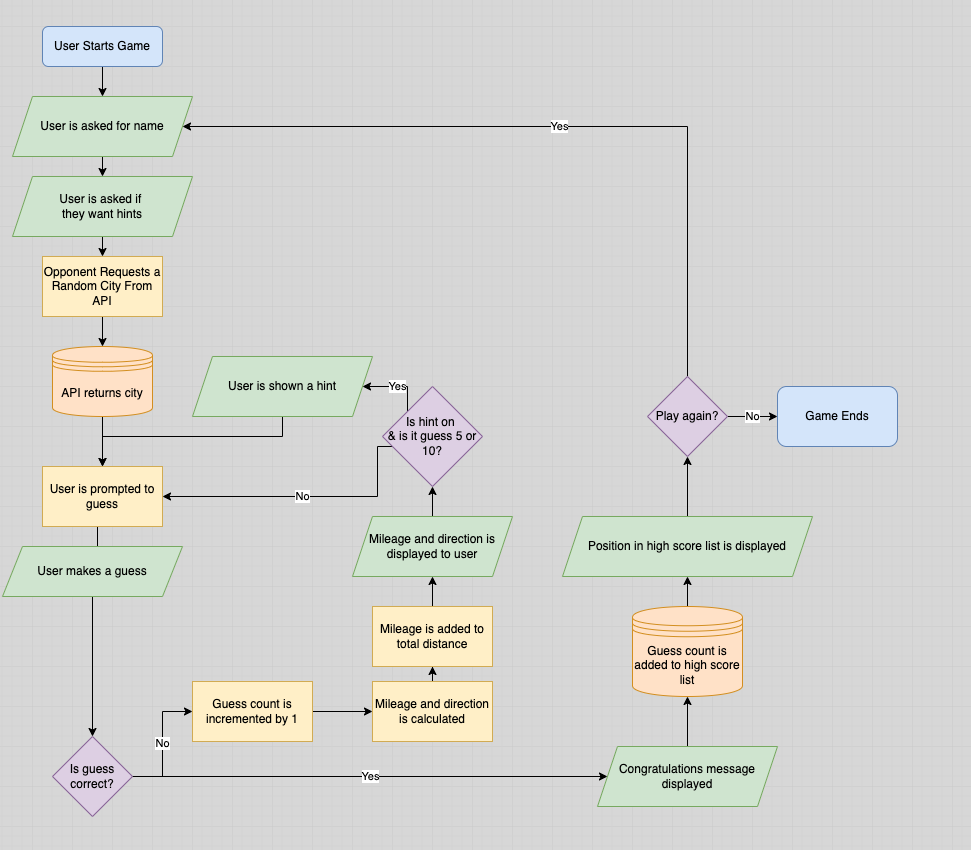 User Starts Game
User is asked for name
Yes
User is asked if
they want hints
Opponent Requests a
Random City From
API
API returns city
User is shown a hint
Yes
Is hint on
& is it guess 5 or
10?
Play again?
No
Game Ends
User is prompted to
guess
No
User makes a guess
Mileage and direction is
displayed to user
Position in high score list is displayed
Mileage is added to
total distance
Guess count is
added to high score
list
Guess count is
incremented by 1
Mileage and direction
is calculated
No
Is guess
correct?
Yes
Congratulations message
displayed